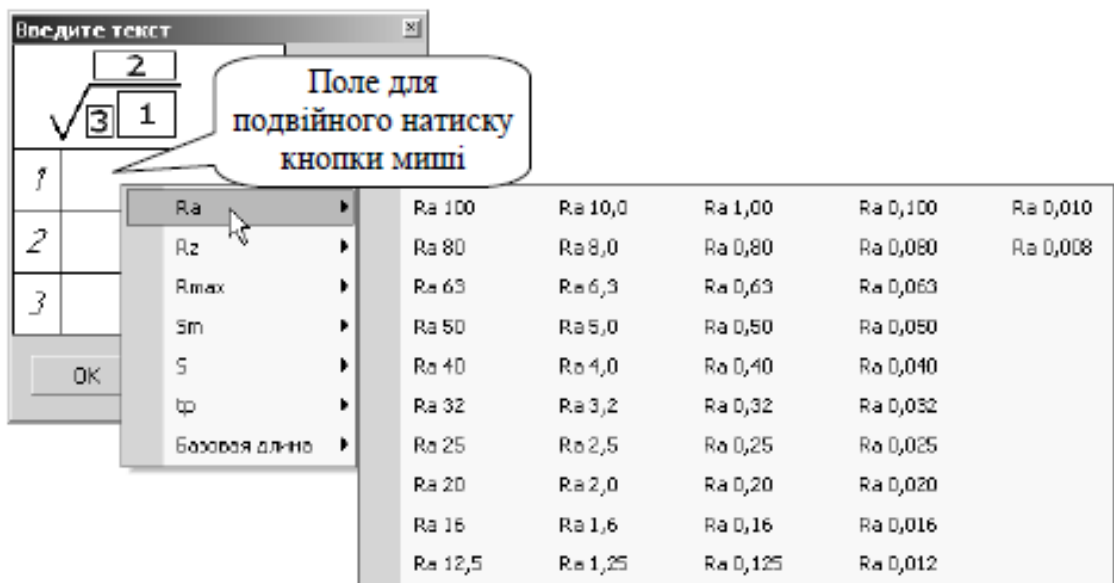 Введите текст
2
3 1
Поле для
подвійного натиску
кнопки миші
1
2
3
OK
Ra
Rz
Rmax
Sm
S
tp
Базовая длина
Ra 100 Ra 10,0 Ra 1,00 Ra 0,100 Ra 0,010
Ra 80 Ra 8,0 Ra 0,80 Ra 0,080 Ra 0,008
Ra 63 Ra 6,3 Ra 0,63 Ra 0,063
Ra 50 Ra 5,0 Ra 0,50 Ra 0,050
Ra 40 Ra 4,0 Ra 0,40 Ra 0,040
Ra 32 Ra 3,2 Ra 0,32 Ra 0,032
Ra 25 Ra 2,5 Ra 0,25 Ra 0,025
Ra 20 Ra 2,0 Ra 0,20 Ra 0,020
Ra 16 Ra 1,6 Ra 0,16 Ra 0,016
Ra 12,5 Ra 1,25 Ra 0,125 Ra 0,012